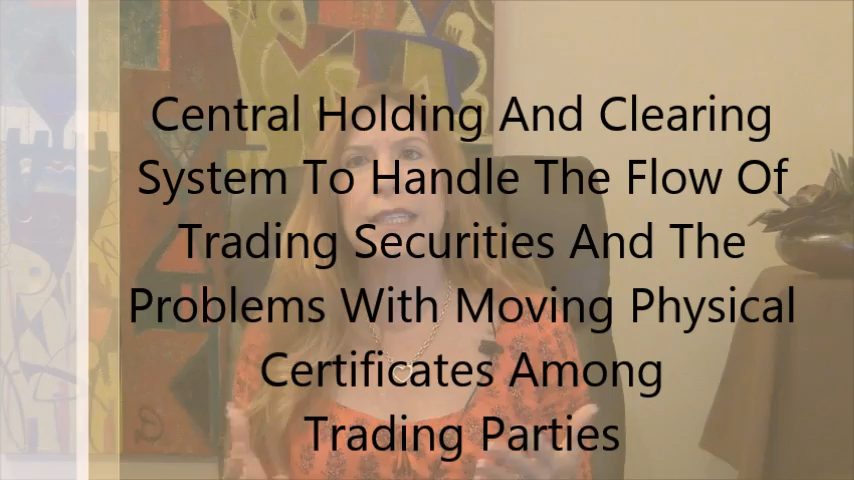 Central Holding And Clearing
System To Handle The Flow Of
Trading Securities And The
Problems With Moving Physical
Certificates Among
Trading Parties